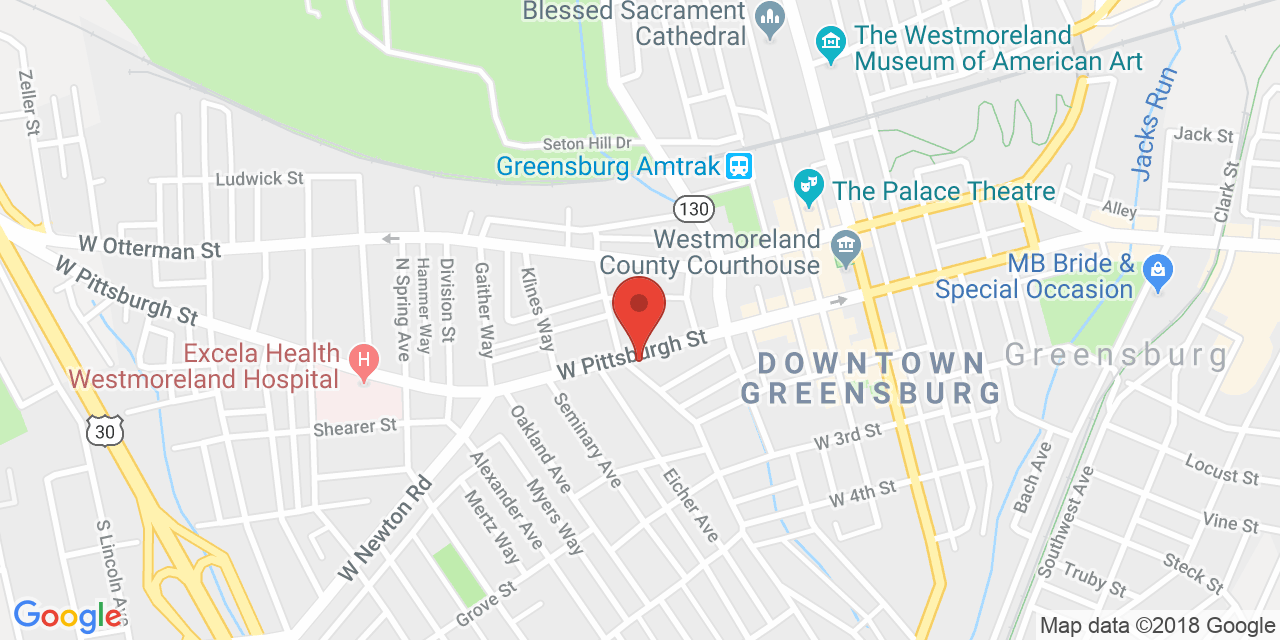 Blessed Sacrament
Cathedral
The Westmoreland
Museum of American Art
Zeller St
Jacks Run
Seton Hill Dr
Jack St
Greensburg Amtrak
Ludwick St
The Palace Theatre
Clark St
130
Alley
W Otterman St
Westmoreland
County Courthouse
W Pittsburgh St
MB Bride &
Special Occasion
N Spring Ave
Hammer Way
Division St
Gaither Way
Klines Way
W Pittsburgh St
Excela Health
Westmoreland Hospital
H
DOWNTOWN
GREENSBURG
Greensburg
30
Shearer St
Oakland Ave
Seminary Ave
W 3rd St
Eicher Ave
W 4th St
Bach Ave
Locust St
Alexander Ave
Myers Way
Mertz Way
W Newton Rd
S Lincoln Ave
Southwest Ave
Vine St
Steck St
Truby St
Grove St
Google
Map data ©2018 Google